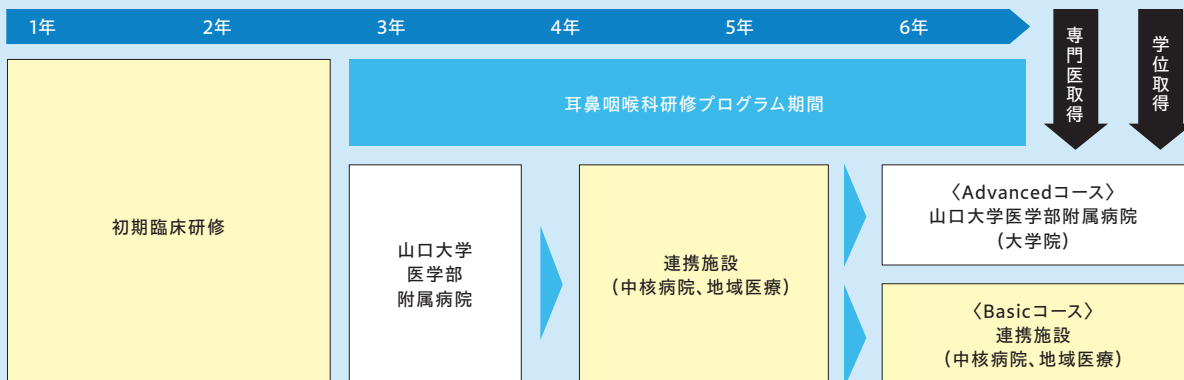 1年
2年
3年
4年
5年
6年
専門医取得
学位取得
耳鼻咽喉科研修プログラム期間
初期臨床研修
山口大学
医学部
附属病院
連携施設
(中核病院、地域医療)
〈Advancedコース〉
山口大学医学部附属病院
(大学院)
〈Basicコース〉
連携施設
(中核病院、地域医療)